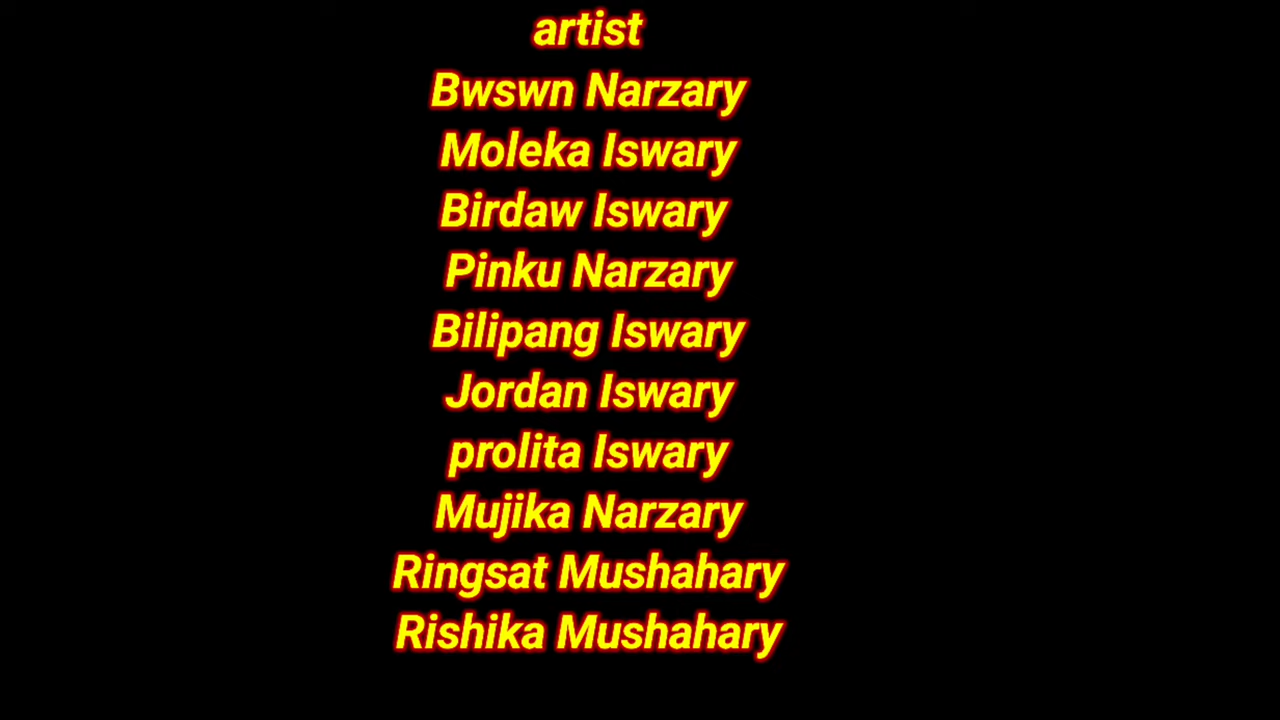 artist
Bwswn Narzary
Moleka Iswary
Birdaw Iswary
Pinku Narzary
Bilipang Iswary
Jordan Iswary
prolita Iswary
Mujika Narzary
Ringsat Mushahary
Rishika Mushahary